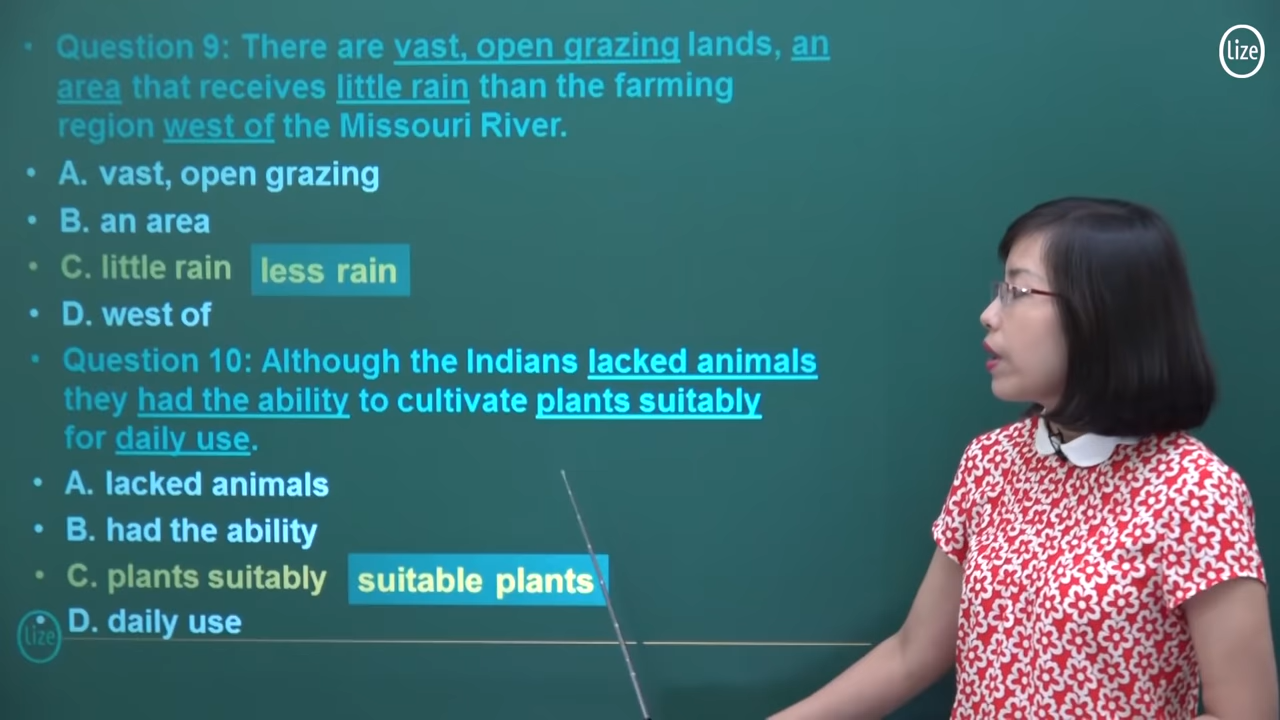 lize
Question 9: There are vast, open grazing lands, an
area that receives little rain than the farming
region west of the Missouri River.
A. vast, open grazing
B. an area
C. little rain less rain
D. west of
Question 10: Although the Indians lacked animals
they had the ability to cultivate plants suitably
for daily use.
A. lacked animals
B. had the ability
C. plants suitably suitable plants
D. daily use
lize